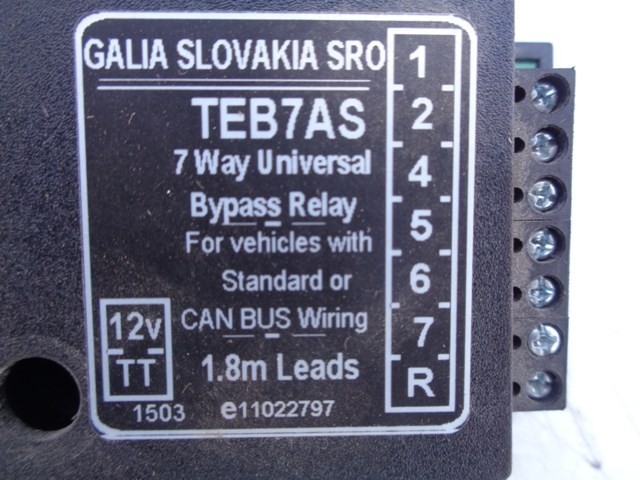 GALIA SLOVAKIA SRO
TEB7AS
7 Way Universal
Bypass Relay
For vehicles with
Standard or
CAN BUS Wiring
1.8m Leads
12v
TT
1503 e11022797
1
2
4
5
6
7
R